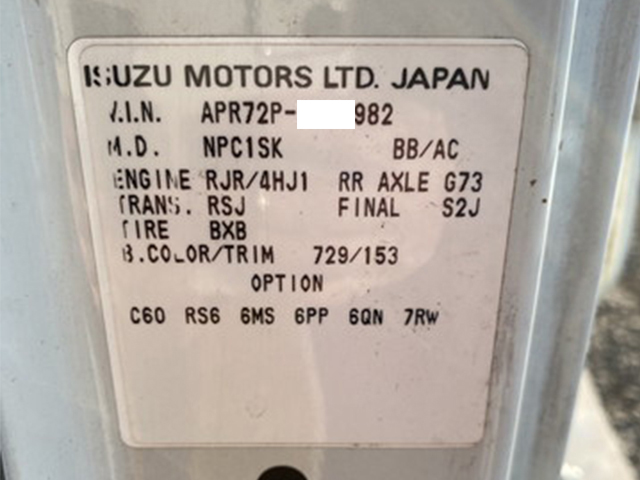 ISUZU MOTORS LTD. JAPAN
V.I.N. APR72P- 982
M.D. NPC1SK BB/AC
ENGINE RJR/4HJ1 RR AXLE G73
TRANS. RSJ FINAL S2J
TIRE BXB
B.COLOR/TRIM 729/153
OPTION
C60 RS6 6MS 6PP 6QN 7RW